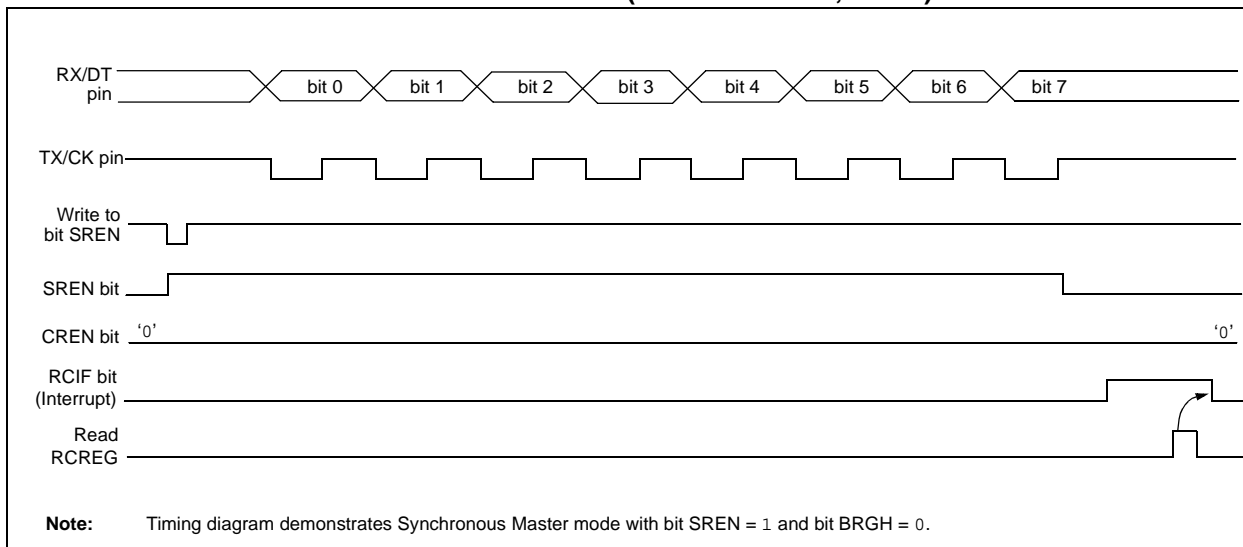 RX/DT
pin
bit 0
bit 1
bit 2
bit 3
bit 4
bit 5
bit 6
bit 7
TX/CK pin
Write to
bit SREN
SREN bit
CREN bit
‘0’
‘0’
RCIF bit
(Interrupt)
Read
RCREG
Note: Timing diagram demonstrates Synchronous Master mode with bit SREN = 1 and bit BRGH = 0.